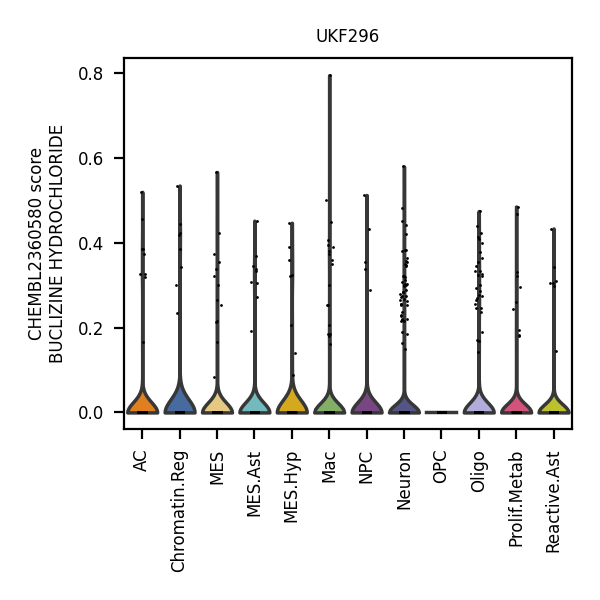 UKF296
CHEMBL2360580 score
BUCLIZINE HYDROCHLORIDE
0.8
0.6
0.4
0.2
0.0
AC
Chromatin.Reg
MES
MES.Ast
MES.Hyp
Mac
NPC
Neuron
OPC
Oligo
Prolif.Metab
Reactive.Ast